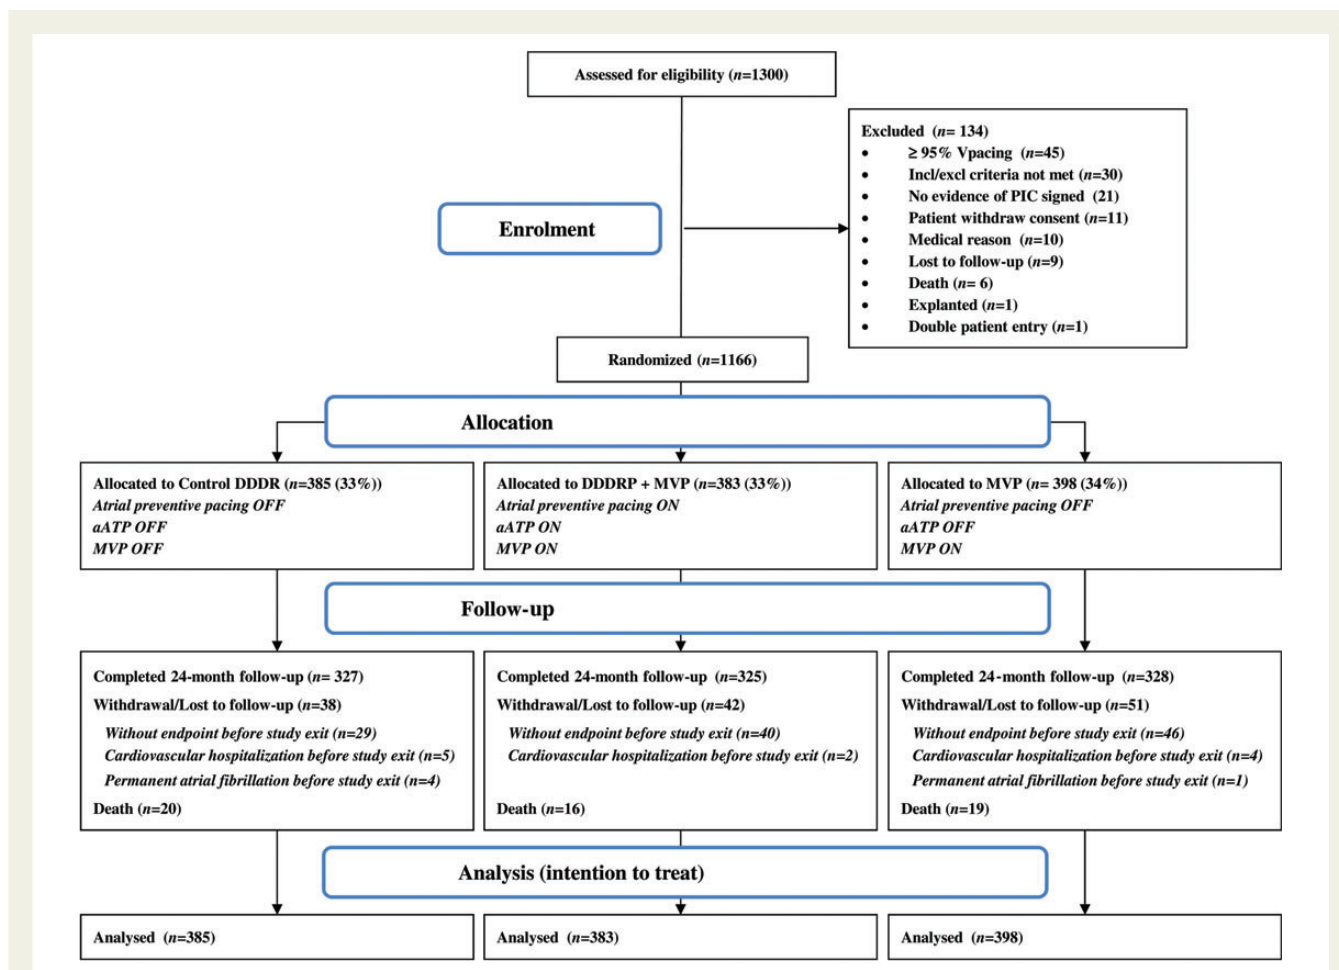 Assessed for eligibility (n=1300)
Excluded (n= 134)
• ≥ 95% Vpacing (n=45)
• Incl/excl criteria not met (n=30)
• No evidence of PIC signed (21)
• Patient withdraw consent (n=11)
• Medical reason (n=10)
• Lost to follow-up (n=9)
• Death (n= 6)
• Explanted (n=1)
• Double patient entry (n=1)
Enrolment
Randomized (n=1166)
Allocation
Allocated to Control DDDR (n=385 (33%))
Atrial preventive pacing OFF
aATP OFF
MVP OFF
Allocated to DDDRP + MVP (n=383 (33%))
Atrial preventive pacing ON
aATP ON
MVP ON
Allocated to MVP (n= 398 (34%))
Atrial preventive pacing OFF
aATP OFF
MVP ON
Follow-up
Completed 24-month follow-up (n= 327)
Withdrawal/Lost to follow-up (n=38)
Without endpoint before study exit (n=29)
Cardiovascular hospitalization before study exit (n=5)
Permanent atrial fibrillation before study exit (n=4)
Death (n=20)
Completed 24-month follow-up (n=325)
Withdrawal/Lost to follow-up (n=42)
Without endpoint before study exit (n=40)
Cardiovascular hospitalization before study exit (n=2)
Death (n=16)
Completed 24-month follow-up (n=328)
Withdrawal/Lost to follow-up (n=51)
Without endpoint before study exit (n=46)
Cardiovascular hospitalization before study exit (n=4)
Permanent atrial fibrillation before study exit (n=1)
Death (n=19)
Analysis (intention to treat)
Analysed (n=385)
Analysed (n=383)
Analysed (n=398)